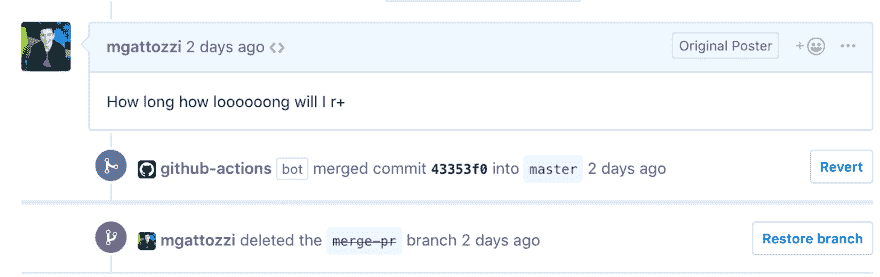 mgattozzi 2 days ago <> Original Poster
How long how loooooong will I r+
github-actions bot merged commit 43353f0 into master 2 days ago Revert
mgattozzi deleted the merge-pr branch 2 days ago Restore branch